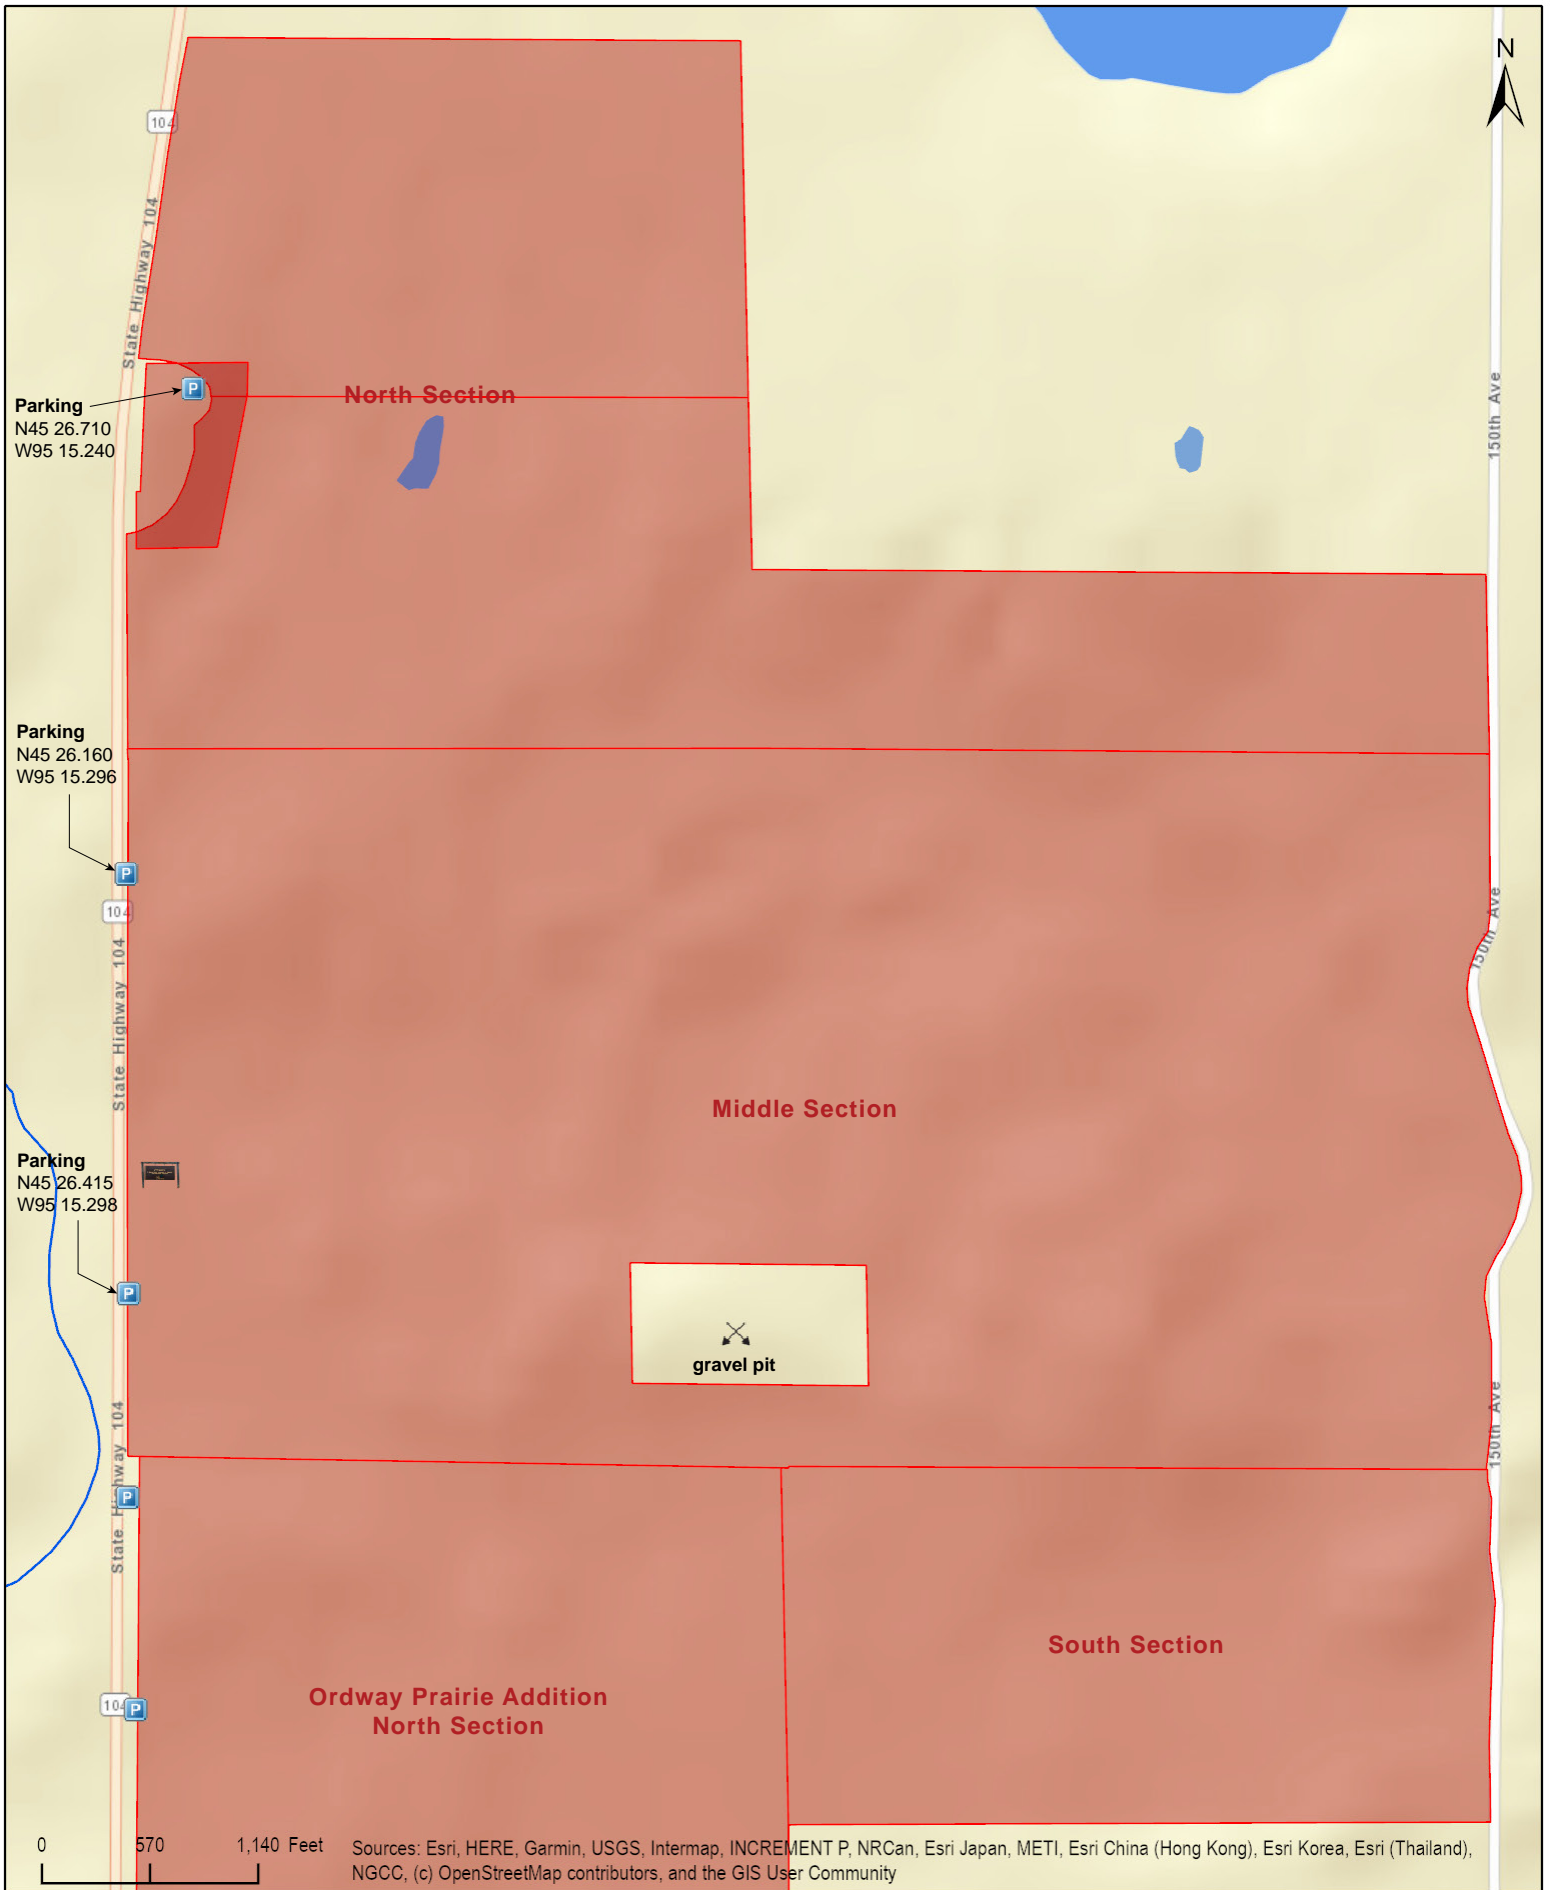 N
104
State Highway 104
150th Ave
North Section
Parking
N45 26.710
W95 15.240
Parking
N45 26.160
W95 15.296
104
State Highway 104
150th Ave
Middle Section
Parking
N45 26.415
W95 15.298
gravel pit
State Highway 104
150th Ave
South Section
Ordway Prairie Addition
North Section
104
0 570 1,140 Feet
Sources: Esri, HERE, Garmin, USGS, Intermap, INCREMENT P, NRCan, Esri Japan, METI, Esri China (Hong Kong), Esri Korea, Esri (Thailand),
NGCC, (c) OpenStreetMap contributors, and the GIS User Community
P
P
P
P
P